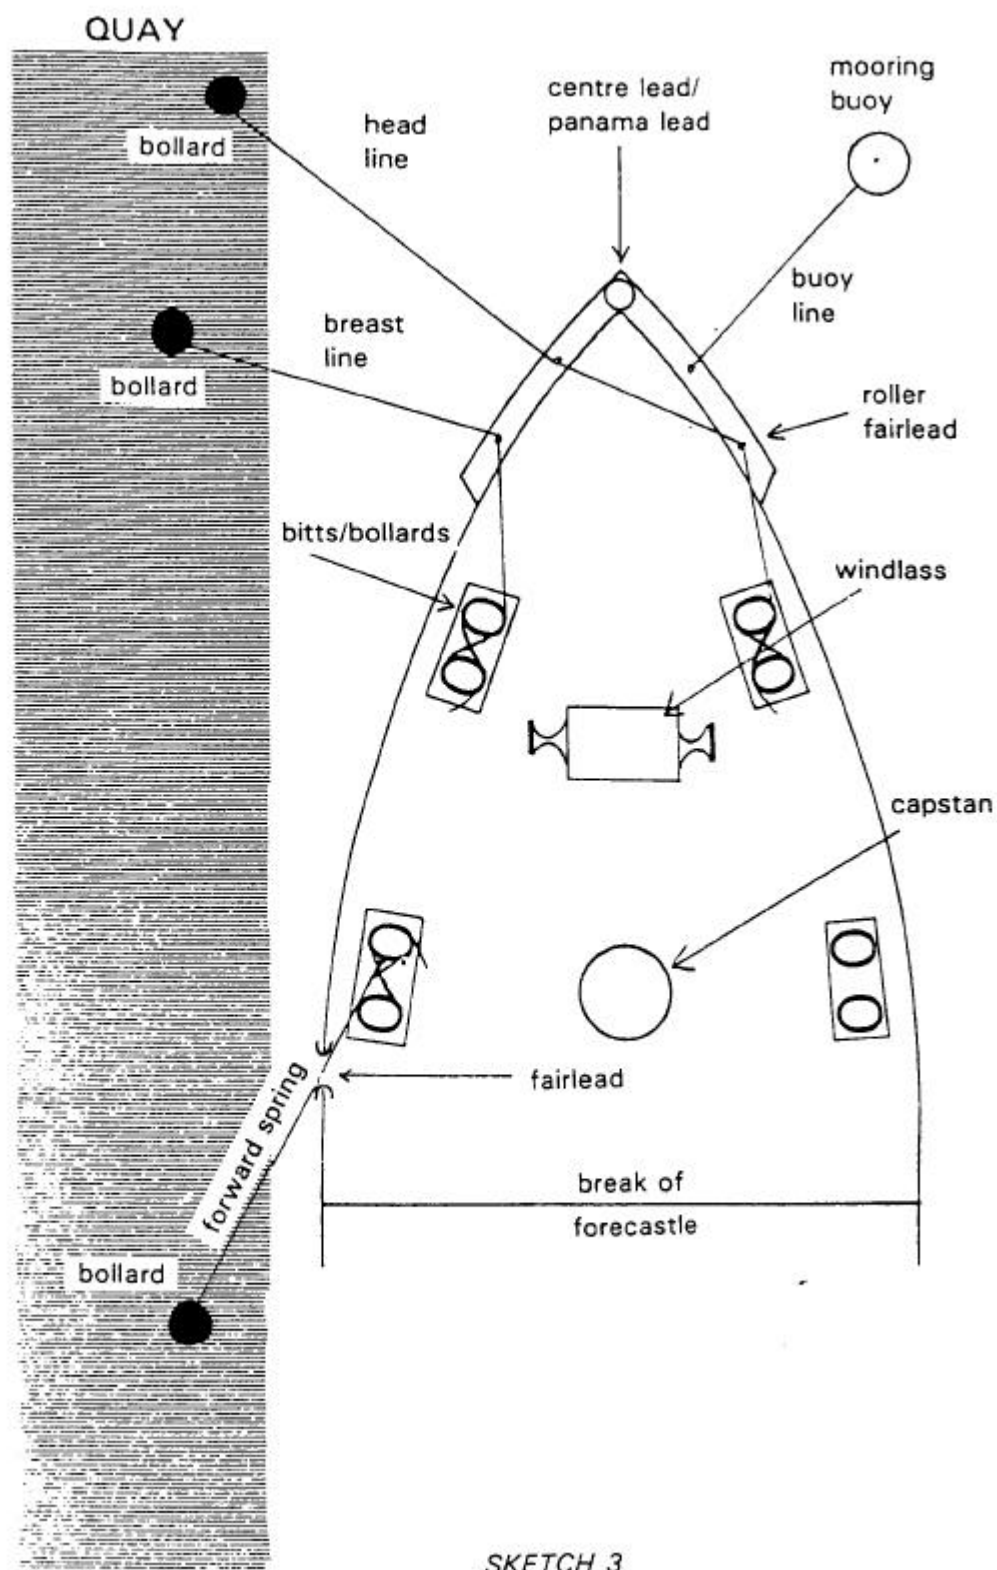 QUAY
mooring
buoy
centre lead/
panama lead
head
line
bollard
buoy
line
breast
line
bollard
roller
fairlead
bitts/bollards
windlass
capstan
fairlead
forward spring
break of
forecastle
bollard
SKETCH 3